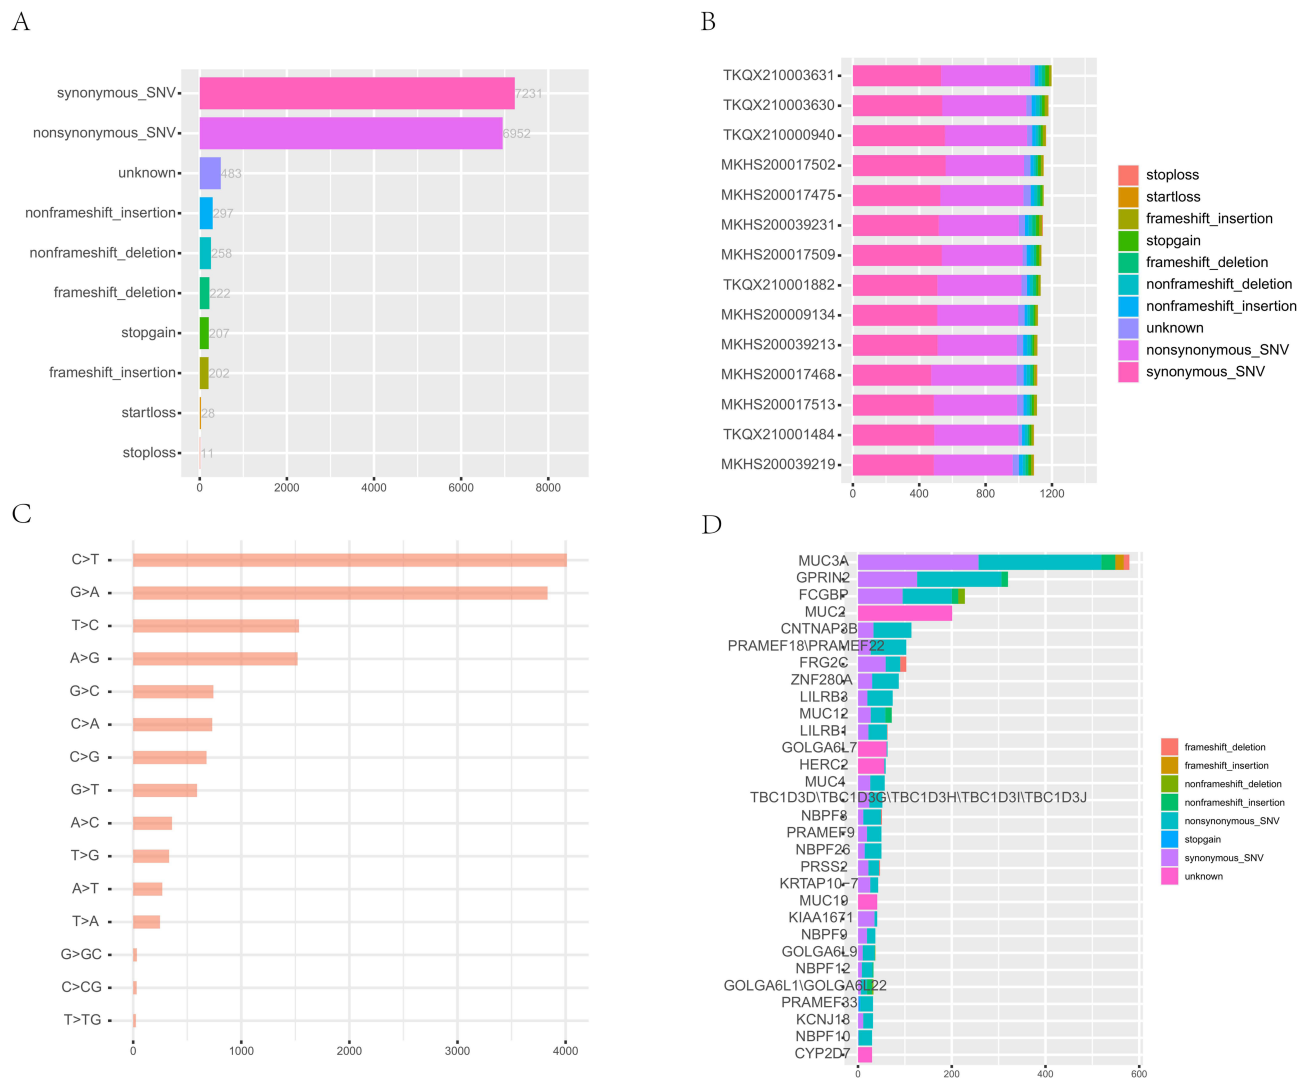 A
synonymous_SNV
7231
nonsynonymous_SNV
6952
unknown
483
nonframeshift_insertion
297
nonframeshift_deletion
258
frameshift_deletion
222
stopgain
207
frameshift_insertion
202
startloss
28
stoploss
11
0 2000 4000 6000 8000
B
TKQX210003631
TKQX210003630
TKQX210000940
MKHS200017502
MKHS200017475
MKHS200039231
MKHS200017509
TKQX210001882
MKHS200009134
MKHS200039213
MKHS200017468
MKHS200017513
TKQX210001484
MKHS200039219
0 400 800 1200
stoploss
startloss
frameshift_insertion
stopgain
frameshift_deletion
nonframeshift_deletion
nonframeshift_insertion
unknown
nonsynonymous_SNV
synonymous_SNV
C
C>T
G>A
T>C
A>G
G>C
C>A
C>G
G>T
A>C
T>G
A>T
T>A
G>GC
C>CG
T>TG
0 1000 2000 3000 4000
D
MUC3A
GPRIN2
FCGBP
MUC2
CNTNAP3B
PRAMEF18\PRAMEF22
FRG2C
ZNF280A
LILRB3
MUC12
LILRB1
GOLGA6L7
HERC2
MUC4
TBC1D3D\TBC1D3G\TBC1D3H\TBC1D3I\TBC1D3J
NBPF8
PRAMEF9
NBPF26
PRSS2
KRTAP10-7
MUC19
KIAA1671
NBPF9
GOLGA6L9
NBPF12
GOLGA6L1\GOLGA6L22
PRAMEF33
KCNJ18
NBPF10
CYP2D7
0 200 400 600
frameshift_deletion
frameshift_insertion
nonframeshift_deletion
nonframeshift_insertion
nonsynonymous_SNV
stopgain
synonymous_SNV
unknown